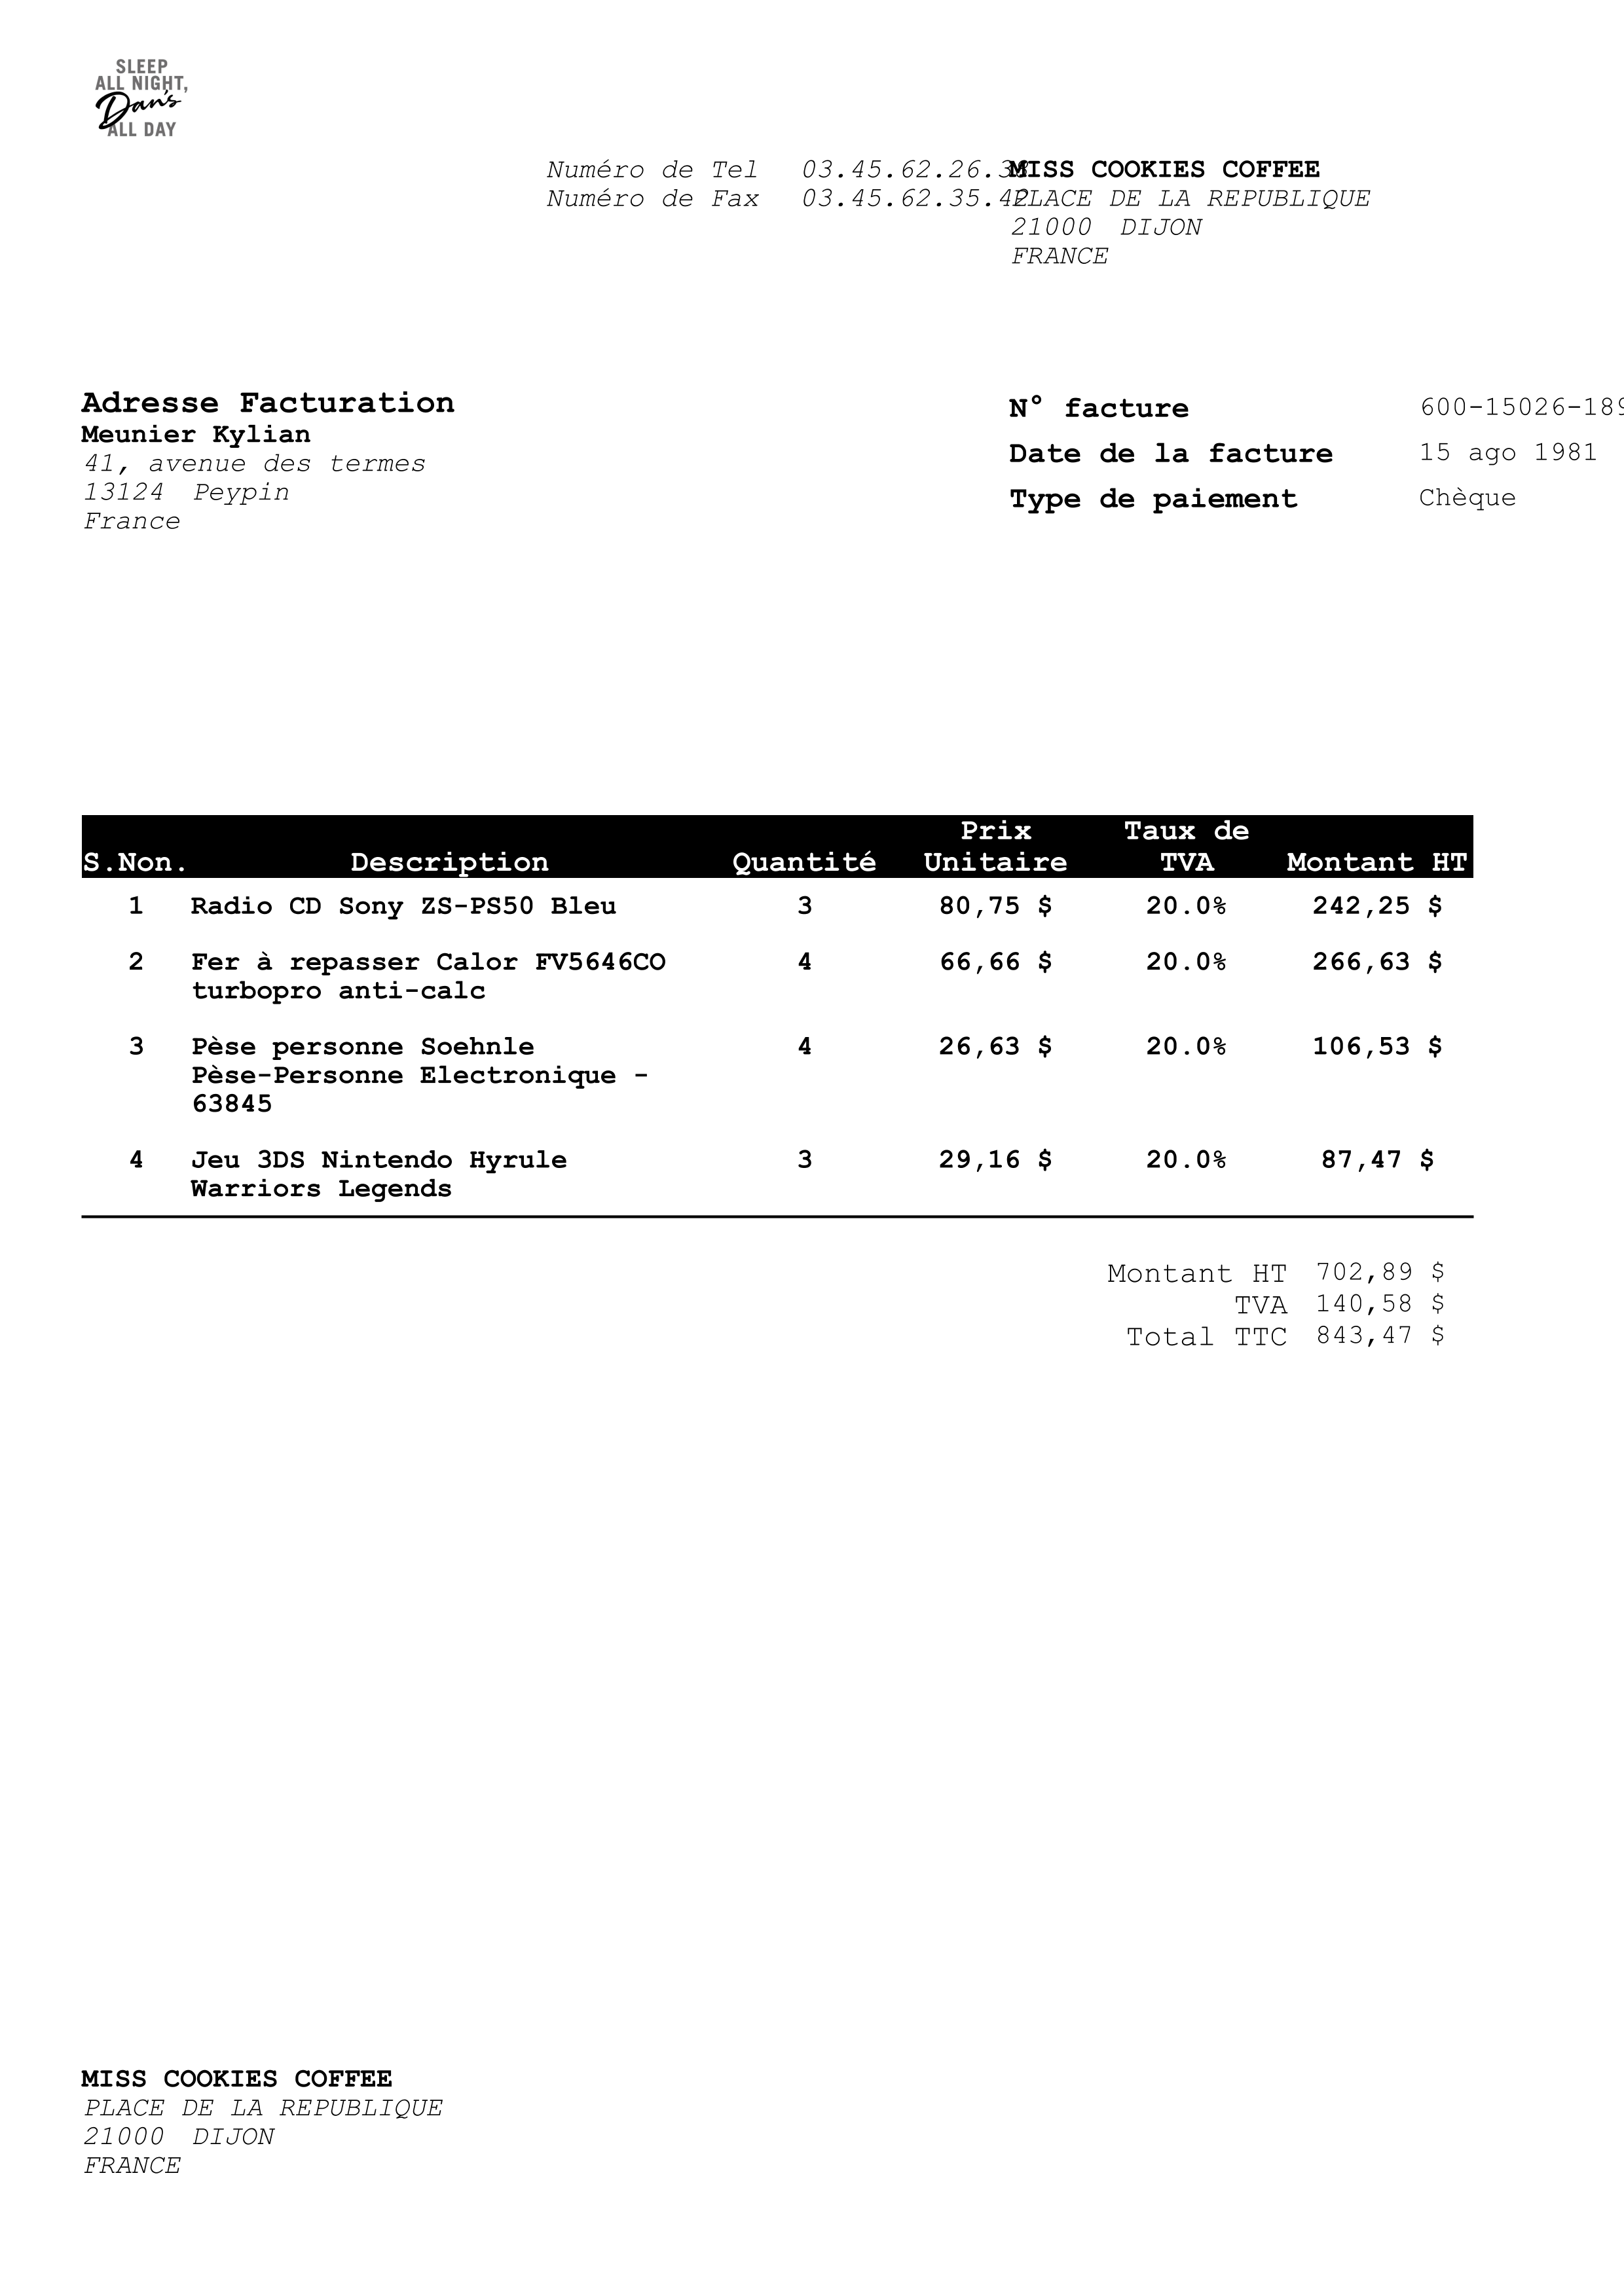 SLEEP
ALL NIGHT,
Dan's
ALL DAY
Numéro de Tel 03.45.62.26.38
Numéro de Fax 03.45.62.35.42
MISS COOKIES COFFEE
PLACE DE LA REPUBLIQUE
21000 DIJON
FRANCE
Adresse Facturation
Meunier Kylian
41, avenue des termes
13124 Peypin
France
N° facture 600-15026-189
Date de la facture 15 ago 1981
Type de paiement Chèque
S.Non. Description Quantité Prix Unitaire Taux de TVA Montant HT
1 Radio CD Sony ZS-PS50 Bleu 3 80,75 $ 20.0% 242,25 $
2 Fer à repasser Calor FV5646CO 4 66,66 $ 20.0% 266,63 $
turbopro anti-calc
3 Pèse personne Soehnle 4 26,63 $ 20.0% 106,53 $
Pèse-Personne Electronique -
63845
4 Jeu 3DS Nintendo Hyrule 3 29,16 $ 20.0% 87,47 $
Warriors Legends
Montant HT 702,89 $
TVA 140,58 $
Total TTC 843,47 $
MISS COOKIES COFFEE
PLACE DE LA REPUBLIQUE
21000 DIJON
FRANCE